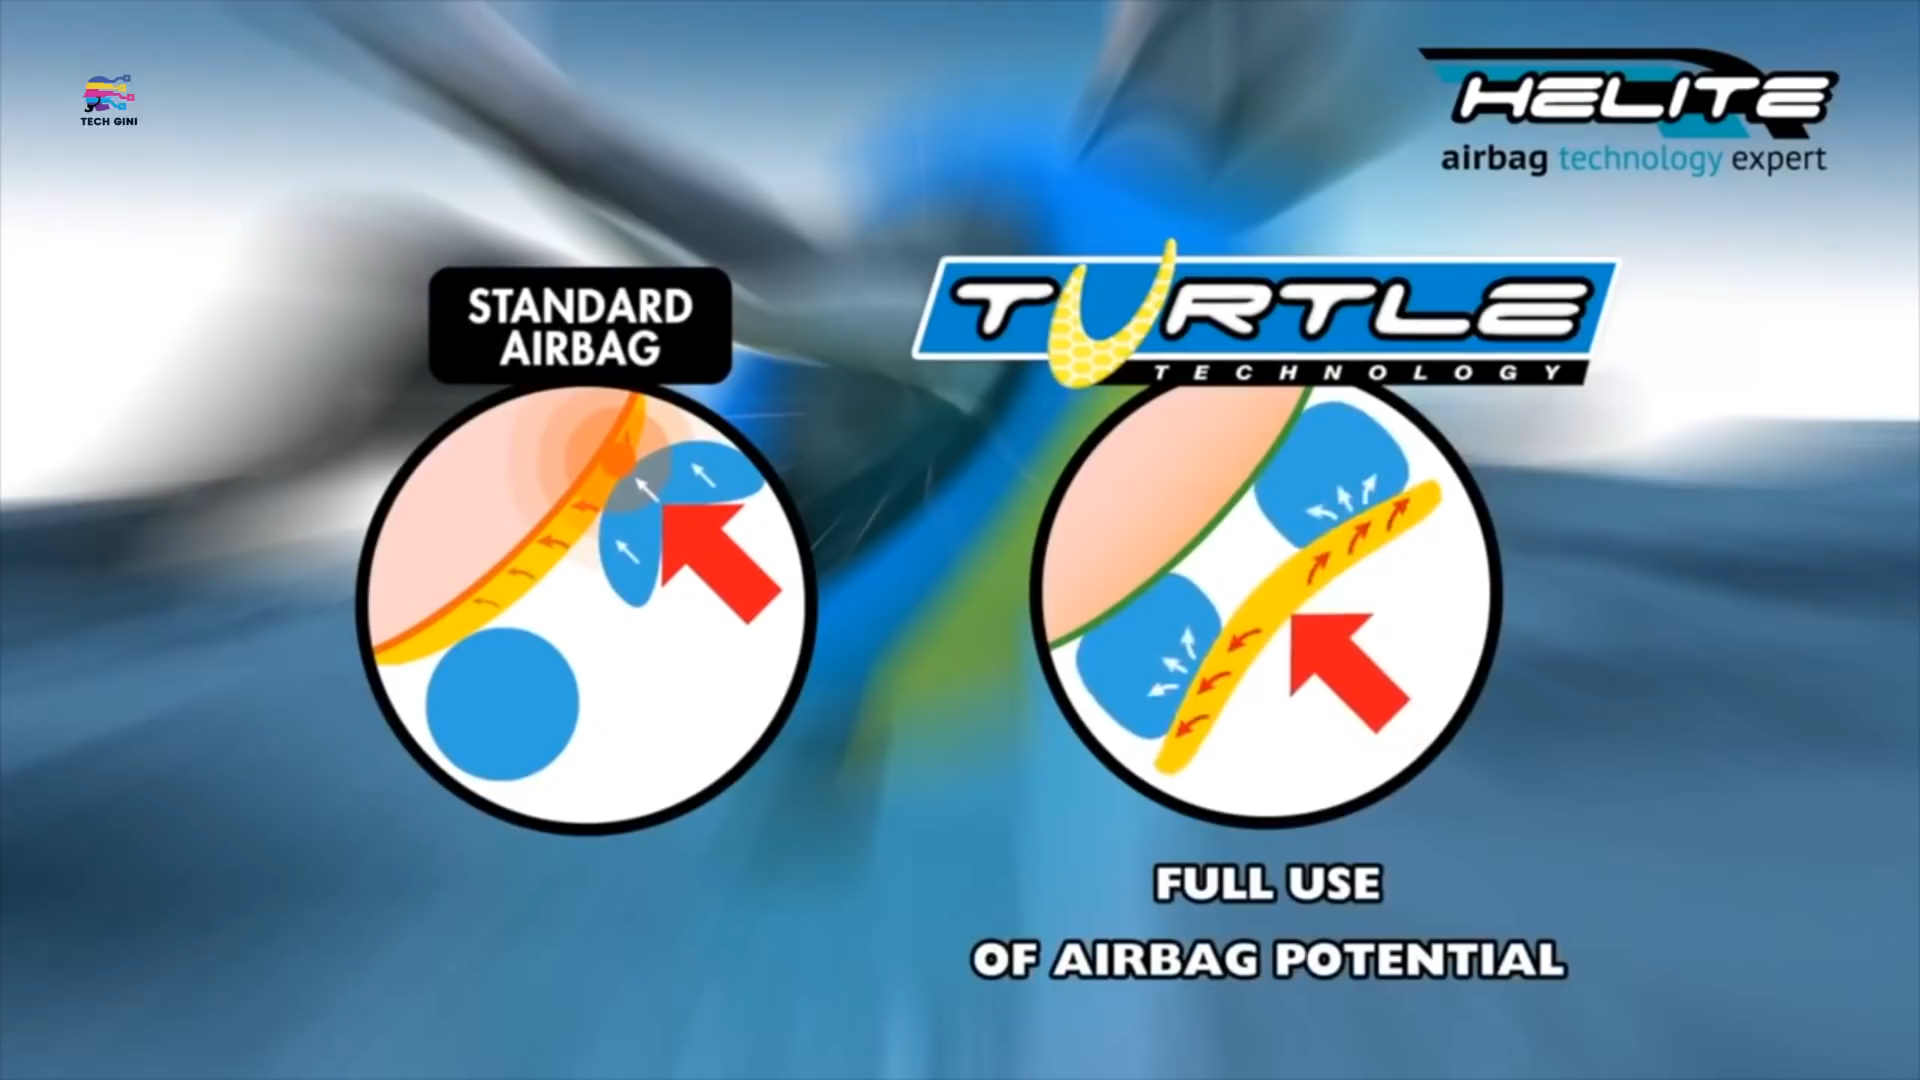 TECH GINI
HELITE
airbag technology expert
STANDARD
AIRBAG
TURTLE
TECHNOLOGY
FULL USE
OF AIRBAG POTENTIAL